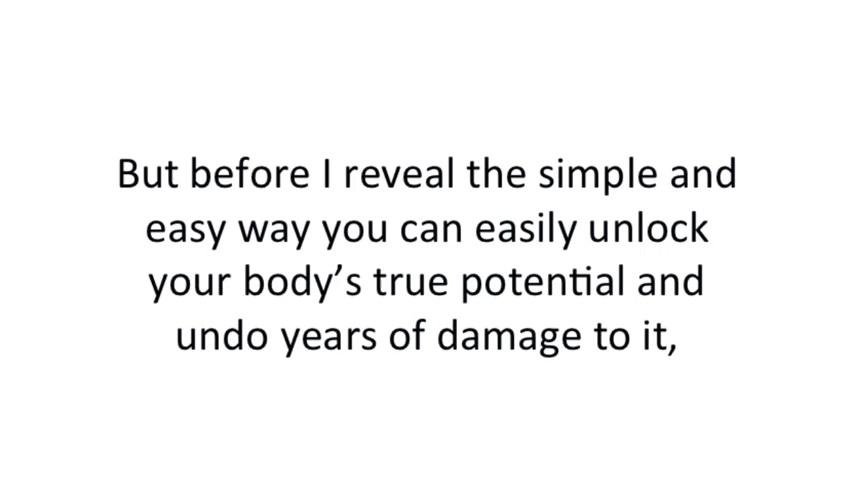 But before I reveal the simple and
easy way you can easily unlock
your body’s true potential and
undo years of damage to it,